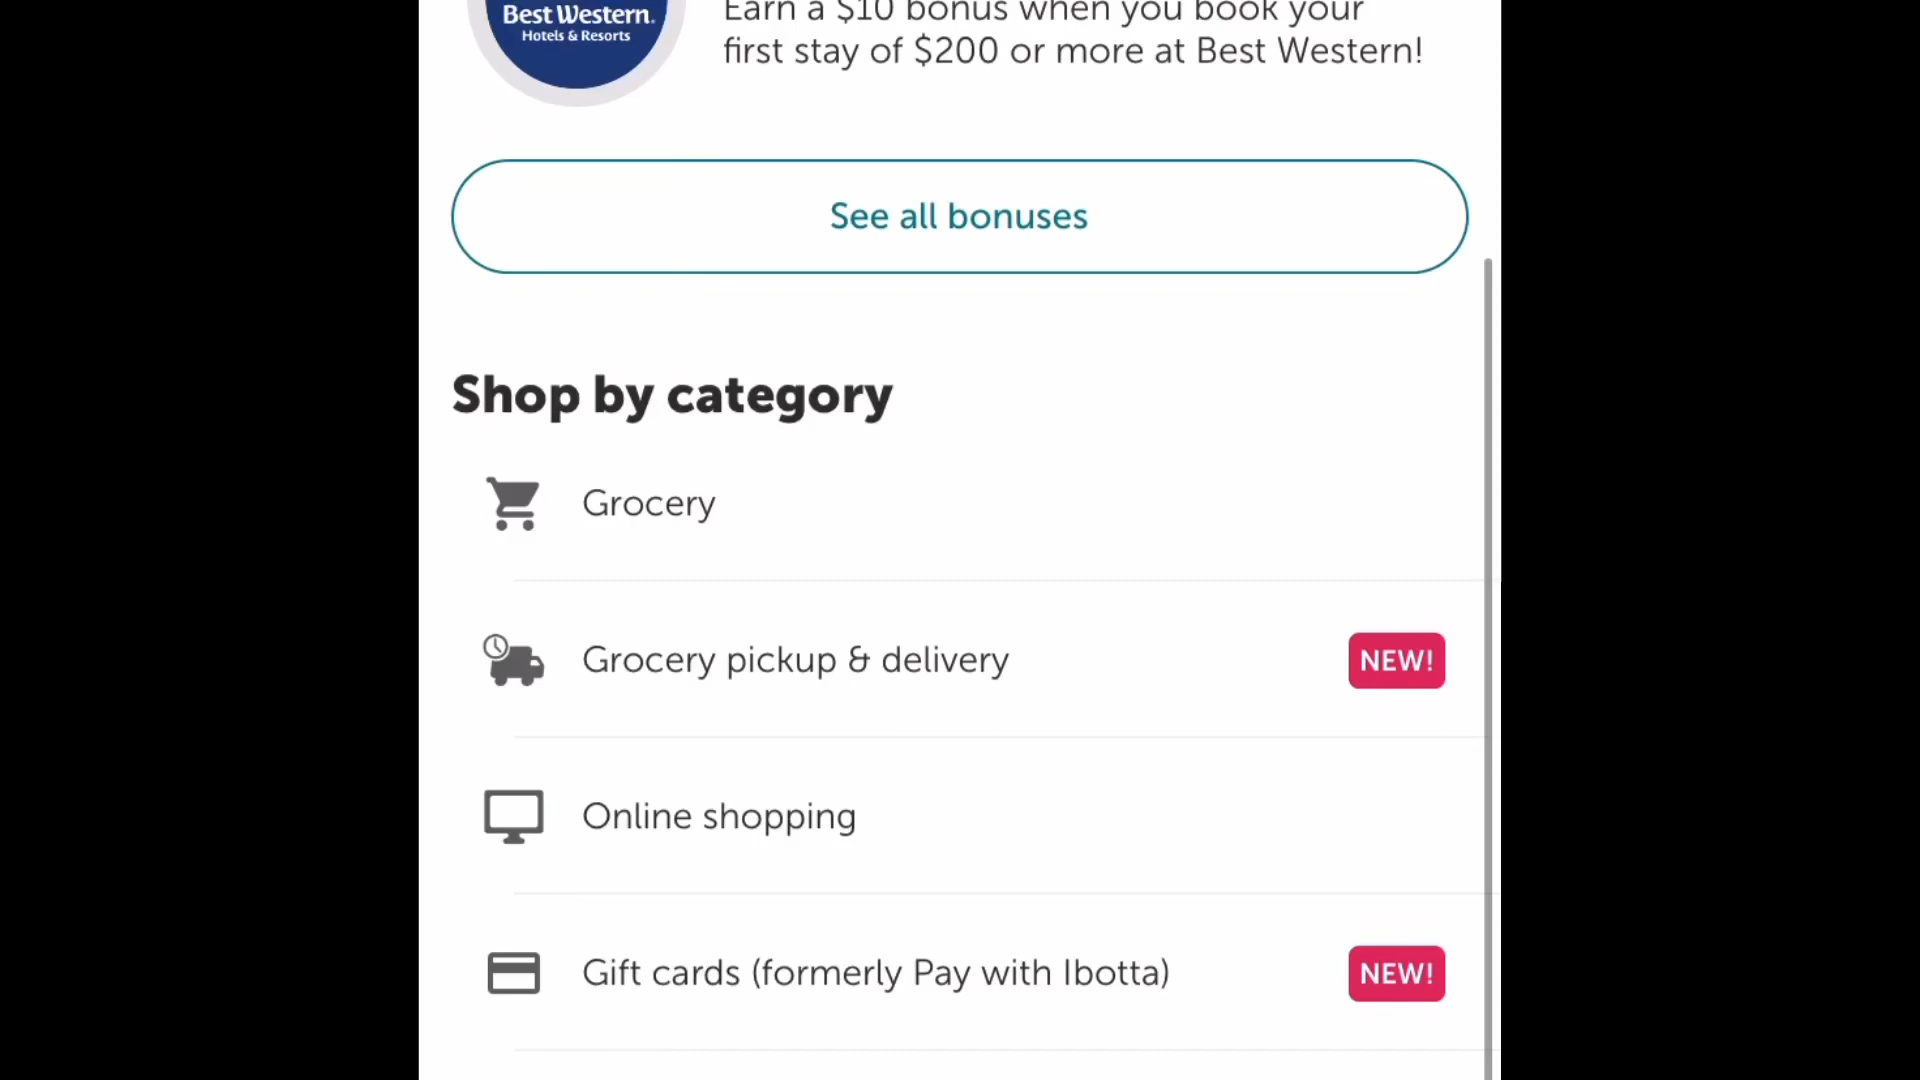 Best Western.
Hotels & Resorts
Earn a $10 bonus when you book your
first stay of $200 or more at Best Western!
See all bonuses
Shop by category
Grocery
Grocery pickup & delivery
NEW!
Online shopping
Gift cards (formerly Pay with Ibotta)
NEW!